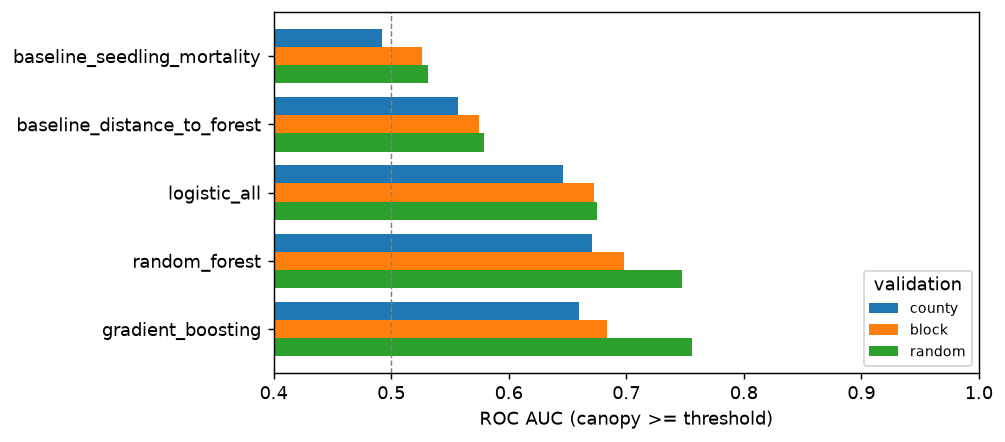 baseline_seedling_mortality
baseline_distance_to_forest
logistic_all
random_forest
gradient_boosting
validation
county
block
random
0.4 0.5 0.6 0.7 0.8 0.9 1.0
ROC AUC (canopy >= threshold)